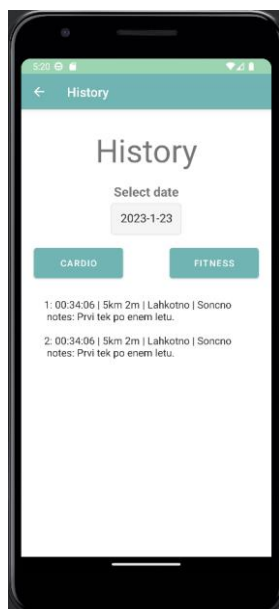 5:20
History
History
Select date
2023-1-23
CARDIO
FITNESS
1: 00:34:06 | 5km 2m | Lahkotno | Soncno
notes: Prvi tek po enem letu.
2: 00:34:06 | 5km 2m | Lahkotno | Soncno
notes: Prvi tek po enem letu.